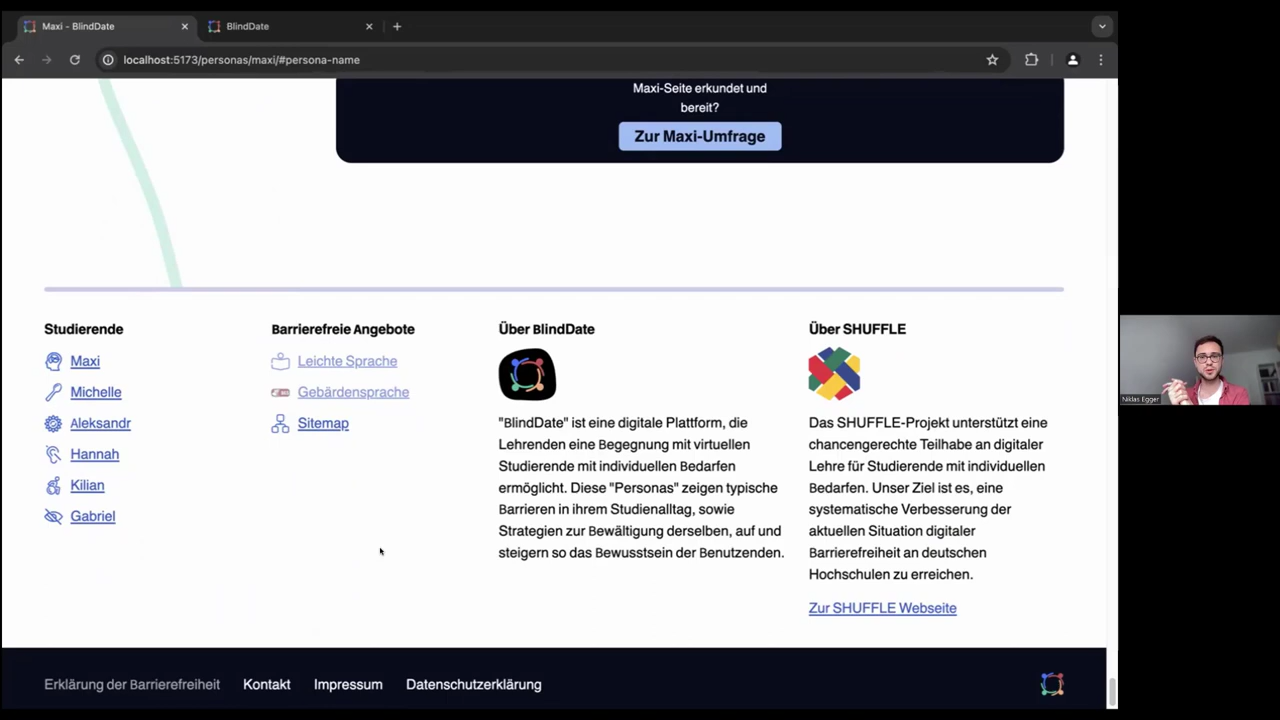 Maxi - BlindDate
BlindDate
localhost:5173/personas/maxi/#persona-name
Maxi-Seite erkundet und
bereit?
Zur Maxi-Umfrage
Studierende
Maxi
Michelle
Aleksandr
Hannah
Kilian
Gabriel
Barrierefreie Angebote
Leichte Sprache
Gebärdensprache
Sitemap
Über BlindDate
"BlindDate" ist eine digitale Plattform, die
Lehrenden eine Begegnung mit virtuellen
Studierende mit individuellen Bedarfen
ermöglicht. Diese "Personas" zeigen typische
Barrieren in ihrem Studienalltag, sowie
Strategien zur Bewältigung derselben, auf und
steigern so das Bewusstsein der Benutzenden.
Über SHUFFLE
Das SHUFFLE-Projekt unterstützt eine
chancengerechte Teilhabe an digitaler
Lehre für Studierende mit individuellen
Bedarfen. Unser Ziel ist es, eine
systematische Verbesserung der
aktuellen Situation digitaler
Barrierefreiheit an deutschen
Hochschulen zu erreichen.
Zur SHUFFLE Webseite
Erklärung der Barrierefreiheit
Kontakt
Impressum
Datenschutzerklärung
Niklas Egger